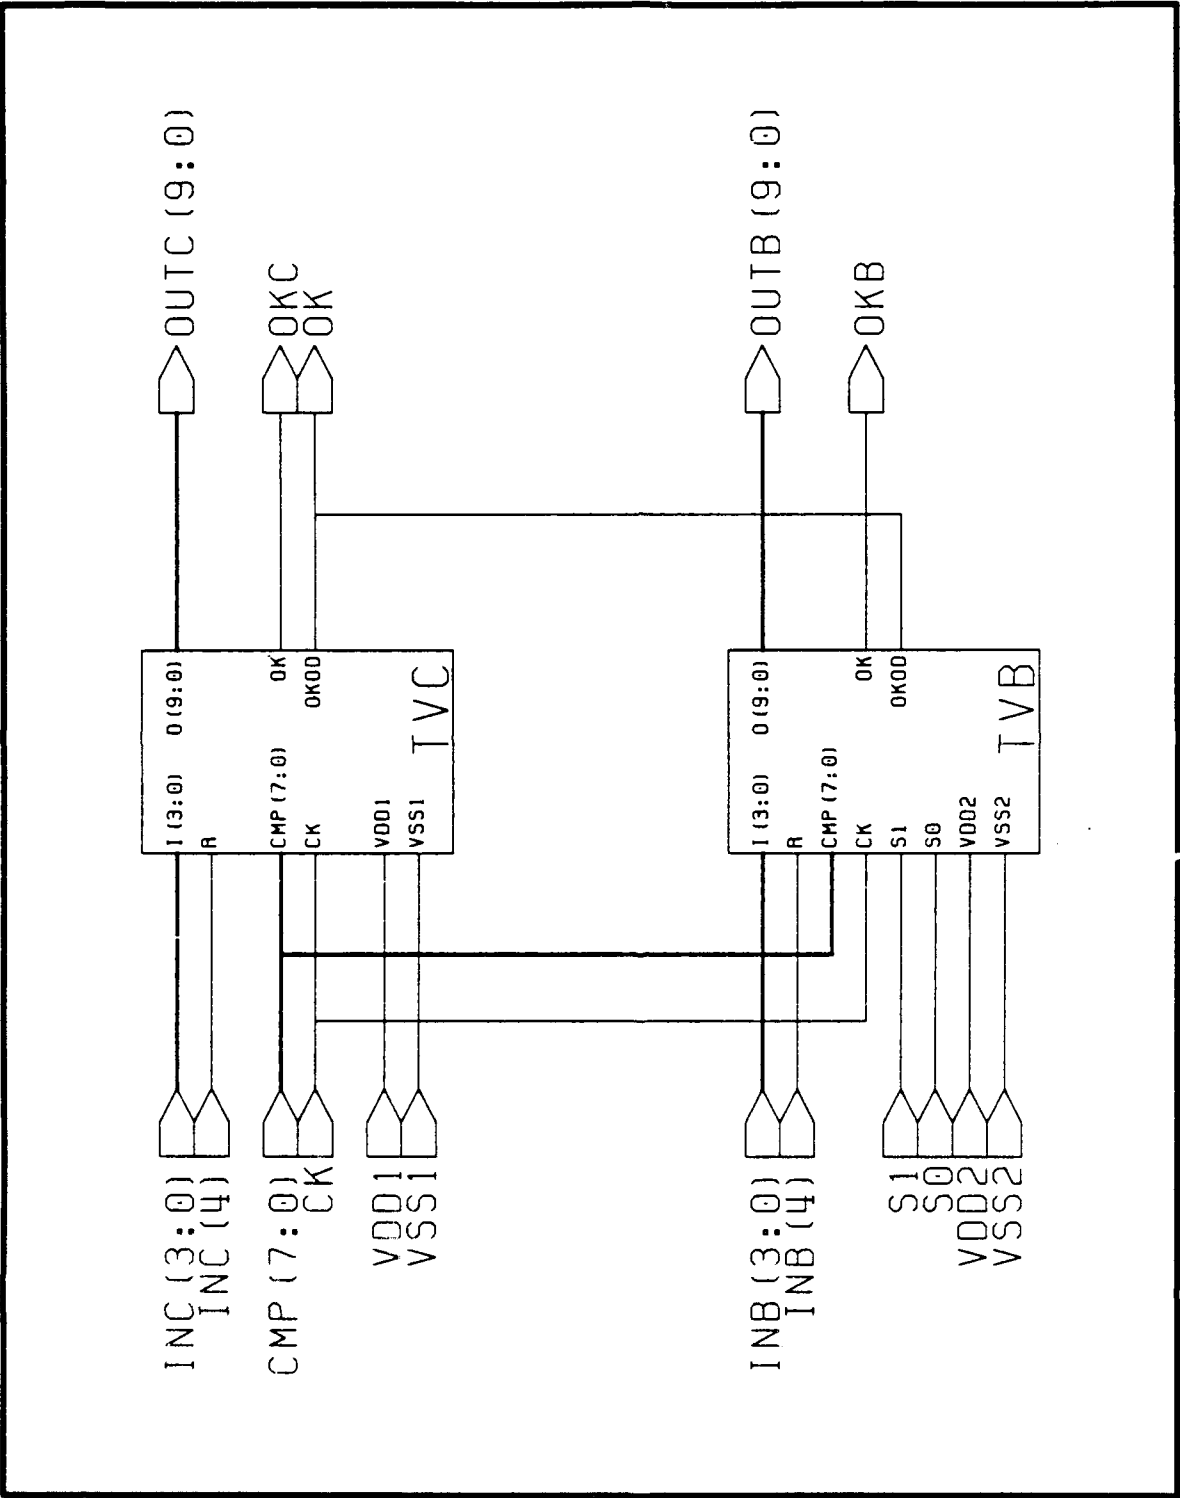 INC(3:0)
INC(4)
CMP(7:0)
CK
VDD1
VSS1
I(3:0)
R
CMP(7:0)
CK
VDD1
VSS1
O(9:0)
OK
OKOD
TVC
OUTC(9:0)
OKC
OK
INB(3:0)
INB(4)
S1
S0
VDD2
VSS2
I(3:0)
R
CMP(7:0)
CK
S1
S0
VDD2
VSS2
O(9:0)
OK
OKOD
TVB
OUTB(9:0)
OKB